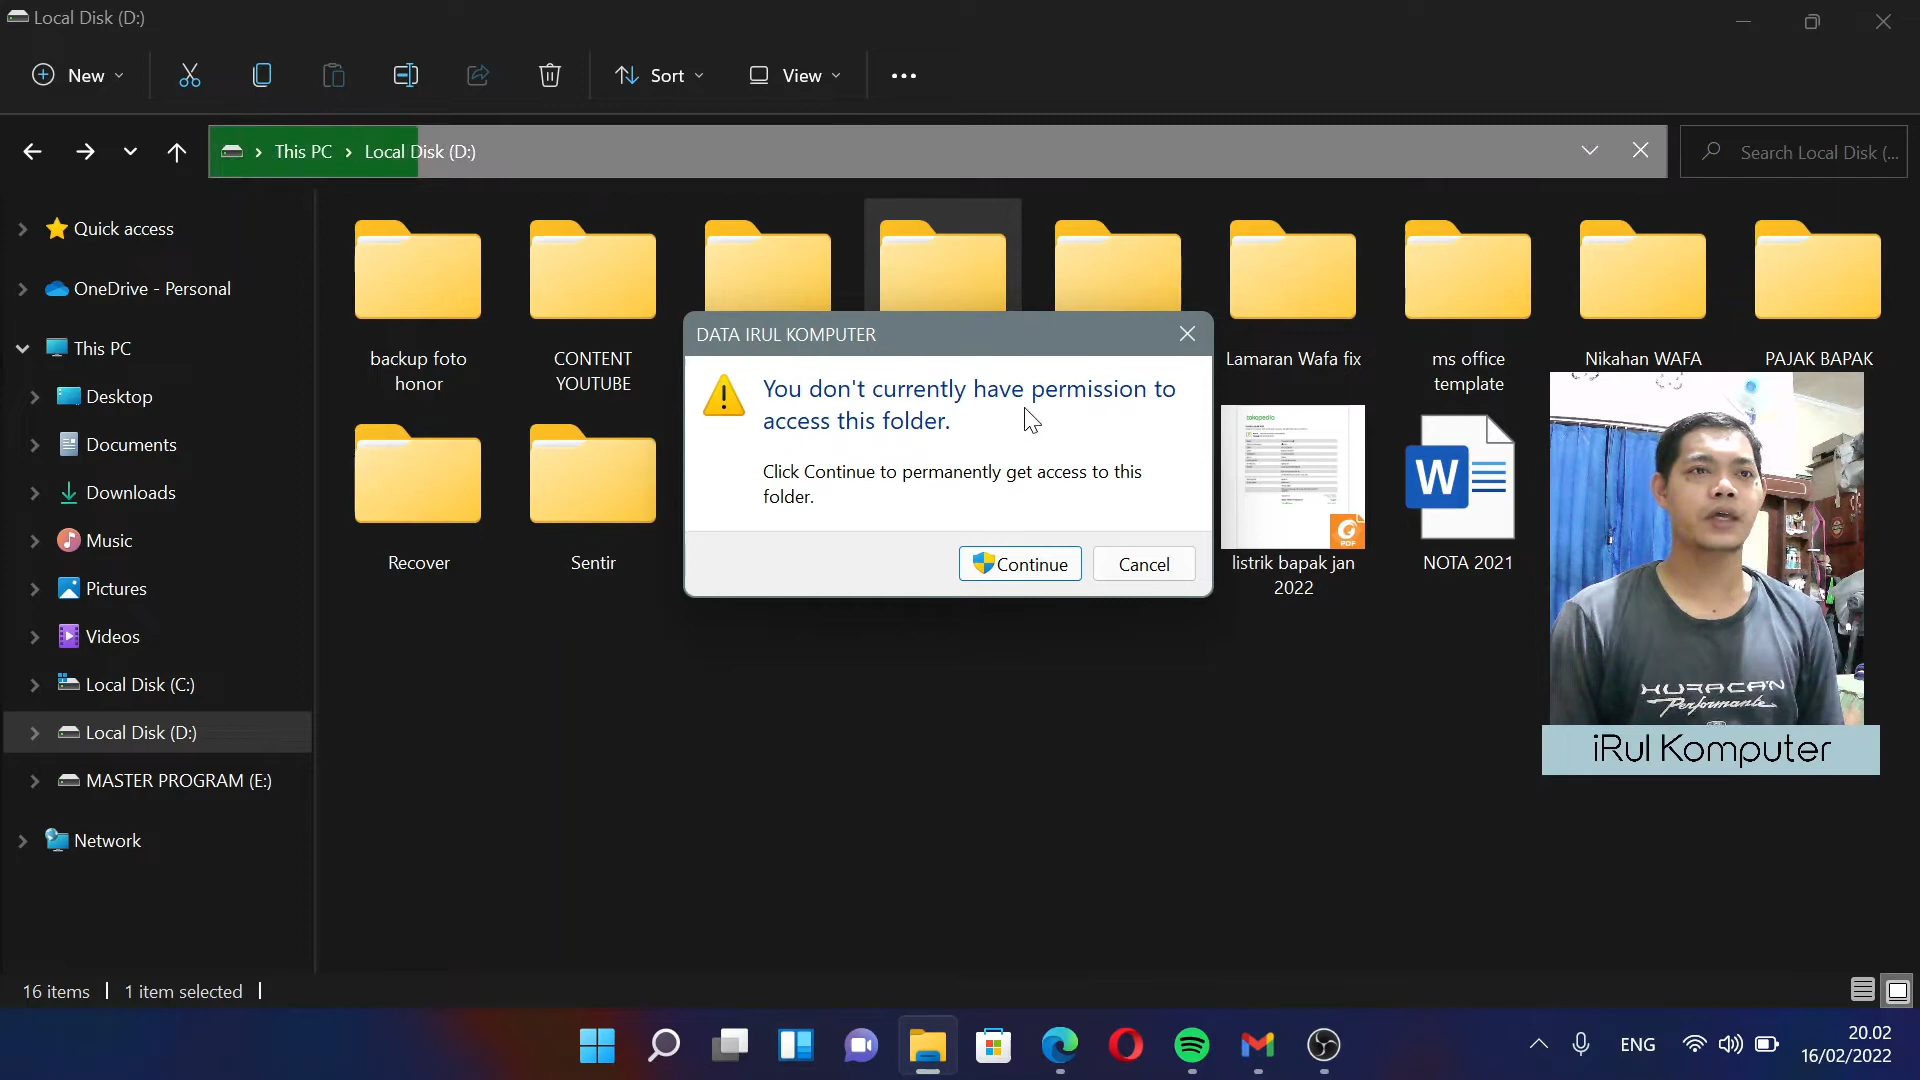 Local Disk (D:)
New
Sort
View
This PC
Local Disk (D:)
Search Local Disk (...
Quick access
OneDrive - Personal
This PC
Desktop
Documents
Downloads
Music
Pictures
Videos
Local Disk (C:)
Local Disk (D:)
MASTER PROGRAM (E:)
Network
backup foto
honor
CONTENT
YOUTUBE
Lamaran Wafa fix
ms office
template
Nikahan WAFA
PAJAK BAPAK
Recover
Sentir
tokopedia
PDF
listrik bapak jan
2022
W
NOTA 2021
DATA IRUL KOMPUTER
You don't currently have permission to
access this folder.
Click Continue to permanently get access to this
folder.
Continue
Cancel
HURACAN
Performante
iRul Komputer
16 items
1 item selected
ENG
20.02
16/02/2022